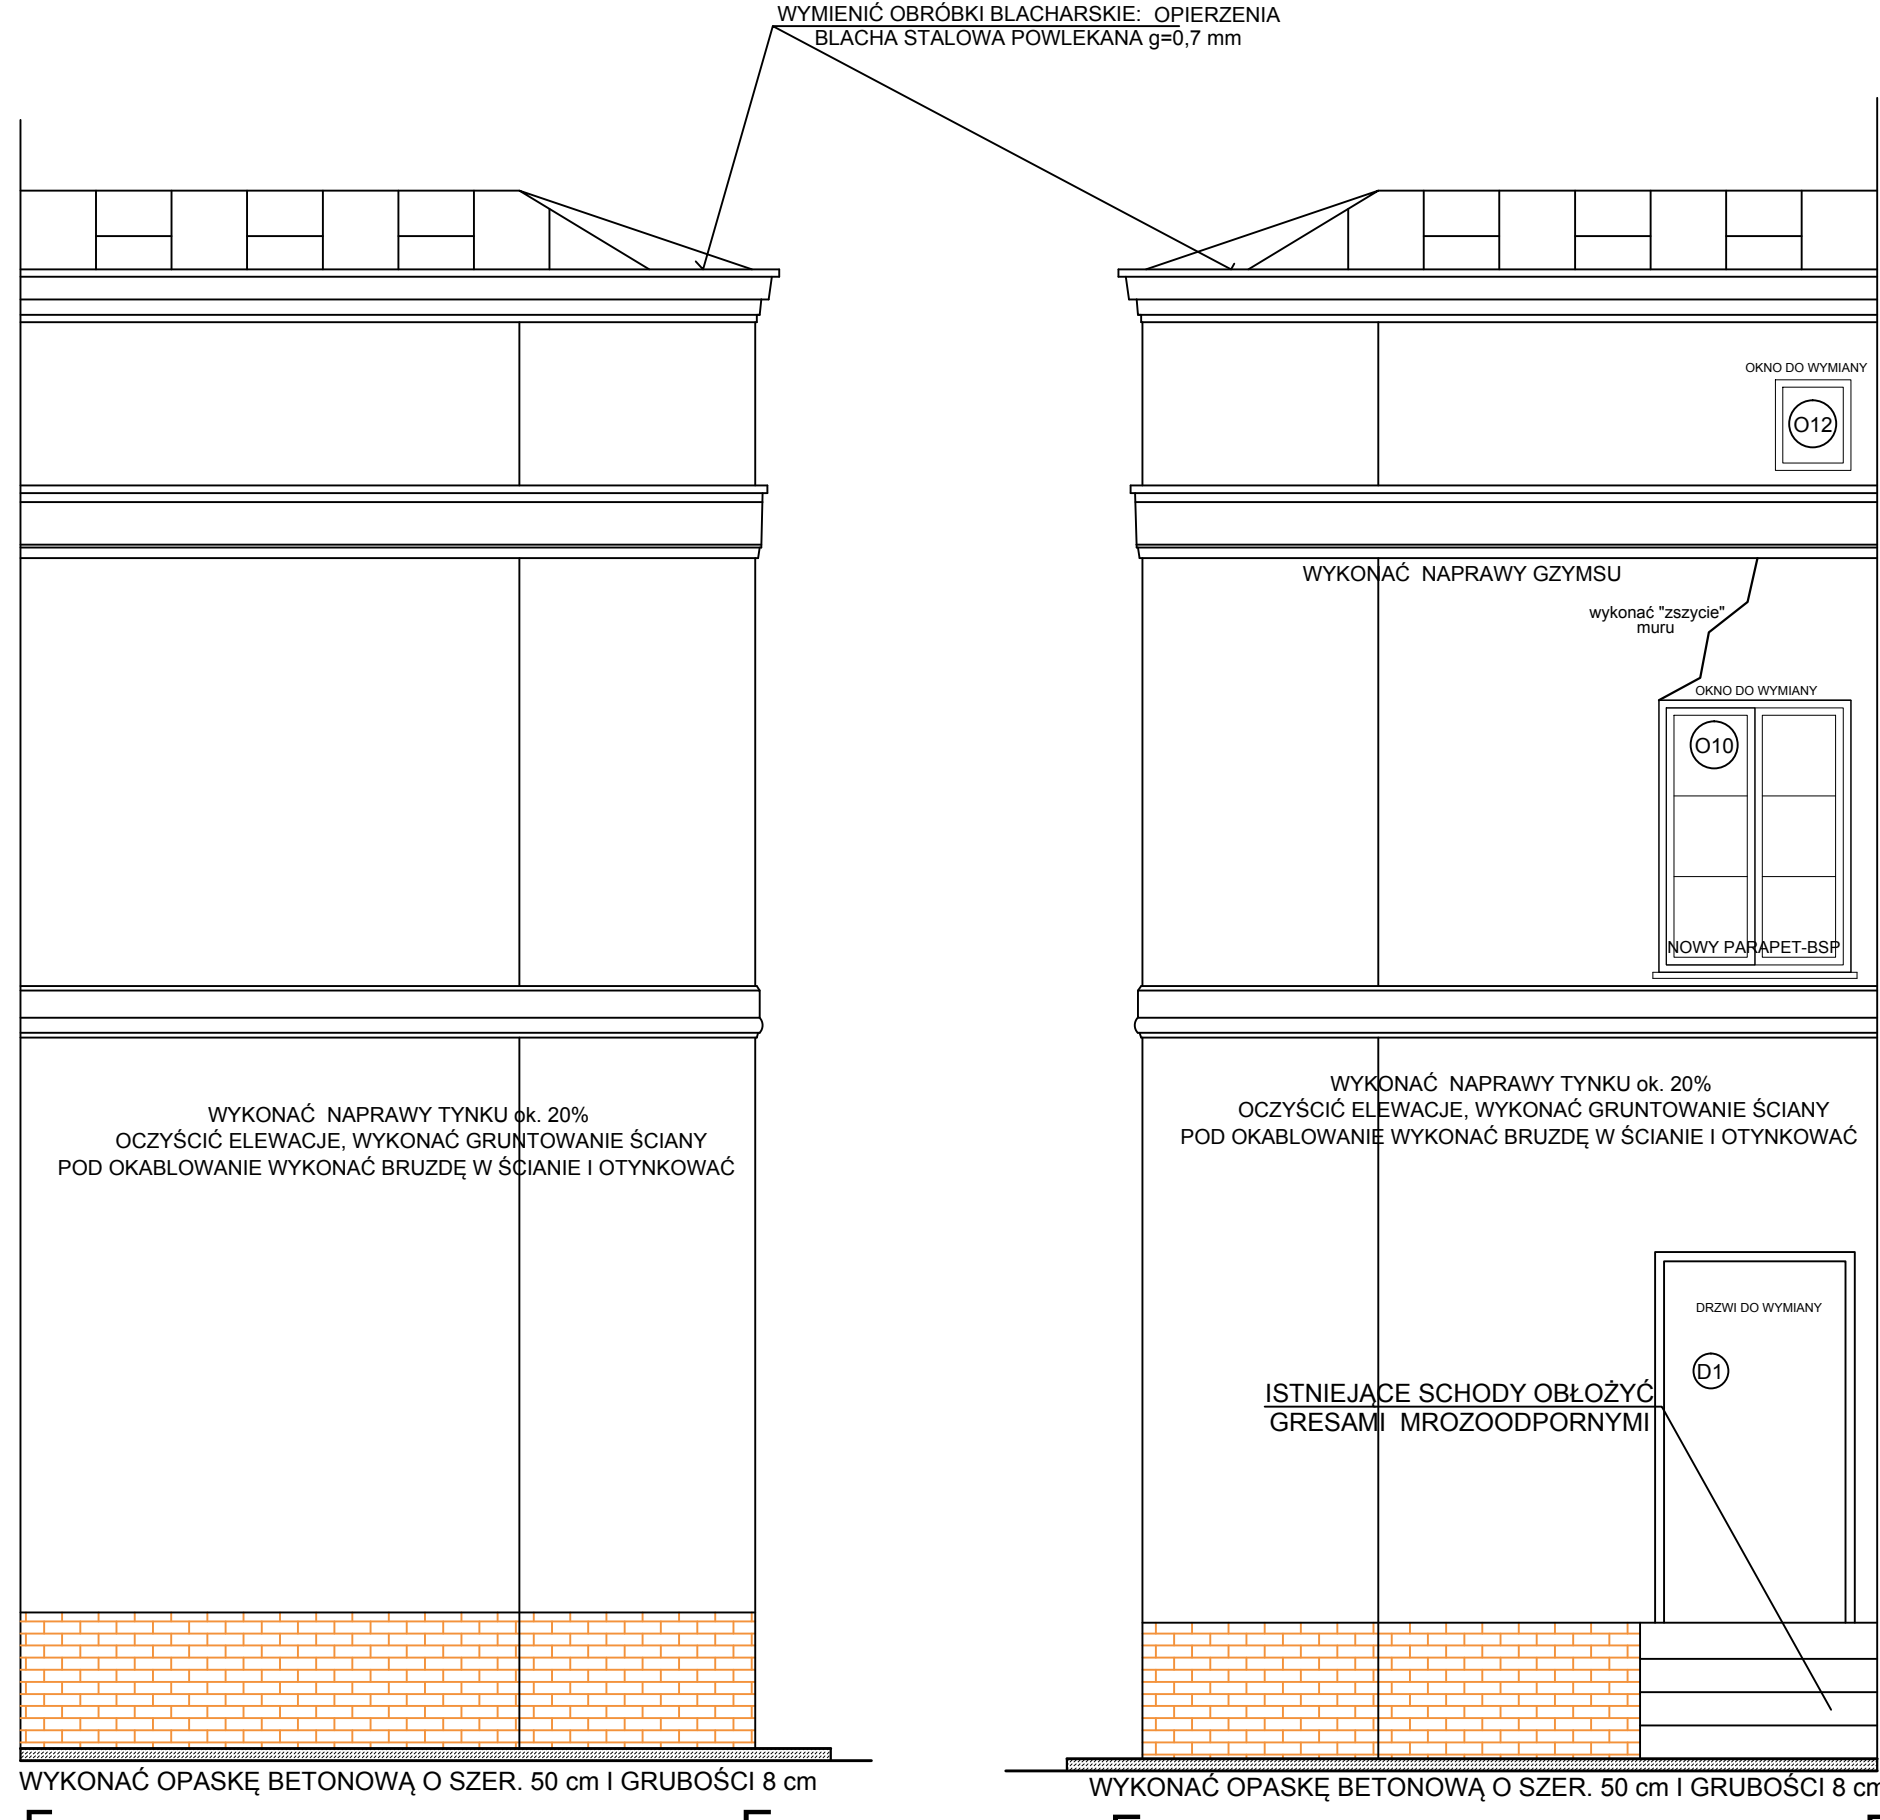 WYMIENIĆ OBRÓBKI BLACHARSKIE: OPIERZENIA
BLACHA STALOWA POWLEKANA g=0,7 mm
OKNO DO WYMIANY
O12
WYKONAĆ NAPRAWY GZYMSU
wykonać "zszycie"
muru
OKNO DO WYMIANY
O10
NOWY PARAPET-BSP
WYKONAĆ NAPRAWY TYNKU ok. 20%
OCZYŚCIĆ ELEWACJE, WYKONAĆ GRUNTOWANIE ŚCIANY
POD OKABLOWANIE WYKONAĆ BRUZDĘ W ŚCIANIE I OTYNKOWAĆ
WYKONAĆ NAPRAWY TYNKU ok. 20%
OCZYŚCIĆ ELEWACJE, WYKONAĆ GRUNTOWANIE ŚCIANY
POD OKABLOWANIE WYKONAĆ BRUZDĘ W ŚCIANIE I OTYNKOWAĆ
DRZWI DO WYMIANY
D1
ISTNIEJĄCE SCHODY OBŁOŻYĆ
GRESAMI MROZOODPORNYMI
WYKONAĆ OPASKĘ BETONOWĄ O SZER. 50 cm I GRUBOŚCI 8 cm
WYKONAĆ OPASKĘ BETONOWĄ O SZER. 50 cm I GRUBOŚCI 8 cm